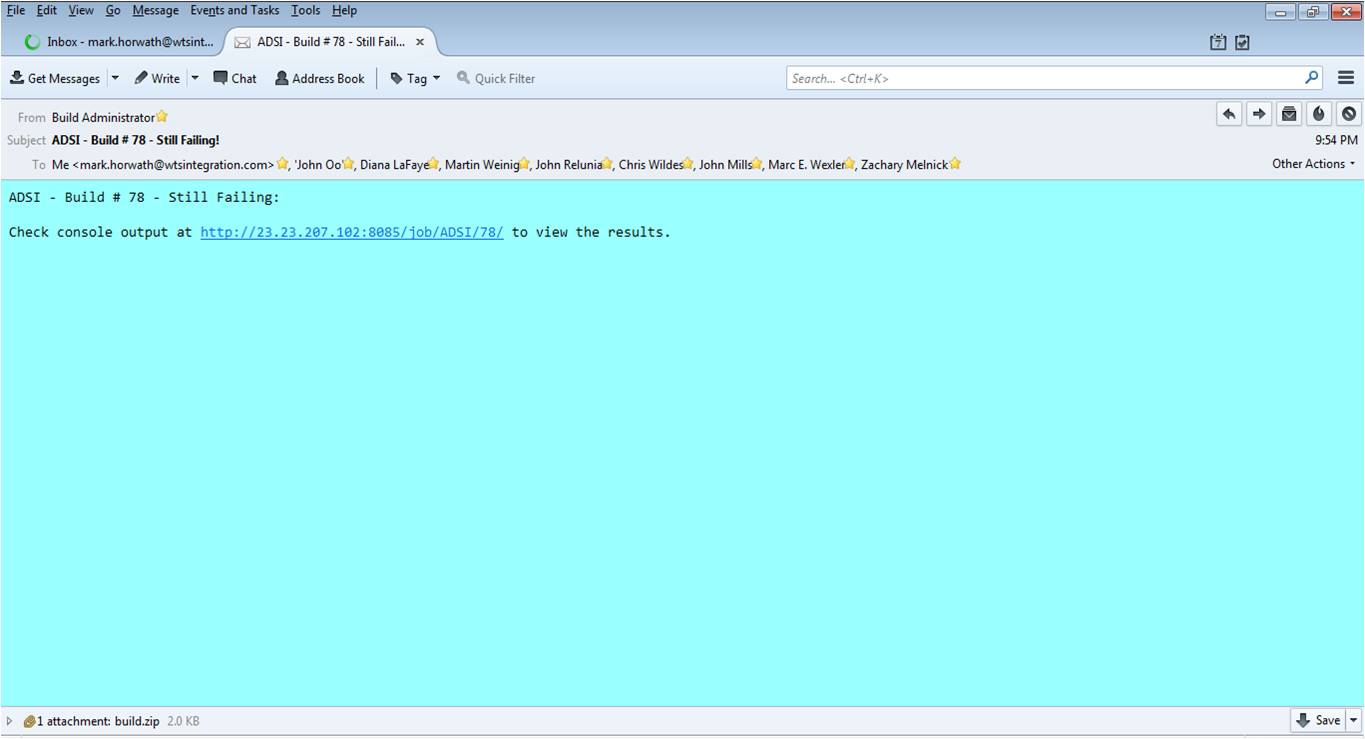 File Edit View Go Message Events and Tasks Tools Help
Inbox - mark.horwath@wtsint... ADSI - Build # 78 - Still Fail... × 7
Get Messages Write Chat Address Book Tag Quick Filter Search... <Ctrl+K>
From Build Administrator
Subject ADSI - Build # 78 - Still Failing! 9:54 PM
To Me <mark.horwath@wtsintegration.com>, 'John Oo, Diana LaFaye, Martin Weinig, John Relunia, Chris Wildes, John Mills, Marc E. Wexler, Zachary Melnick Other Actions
ADSI - Build # 78 - Still Failing:
Check console output at http://23.23.207.102:8085/job/ADSI/78/ to view the results.
1 attachment: build.zip 2.0 KB Save